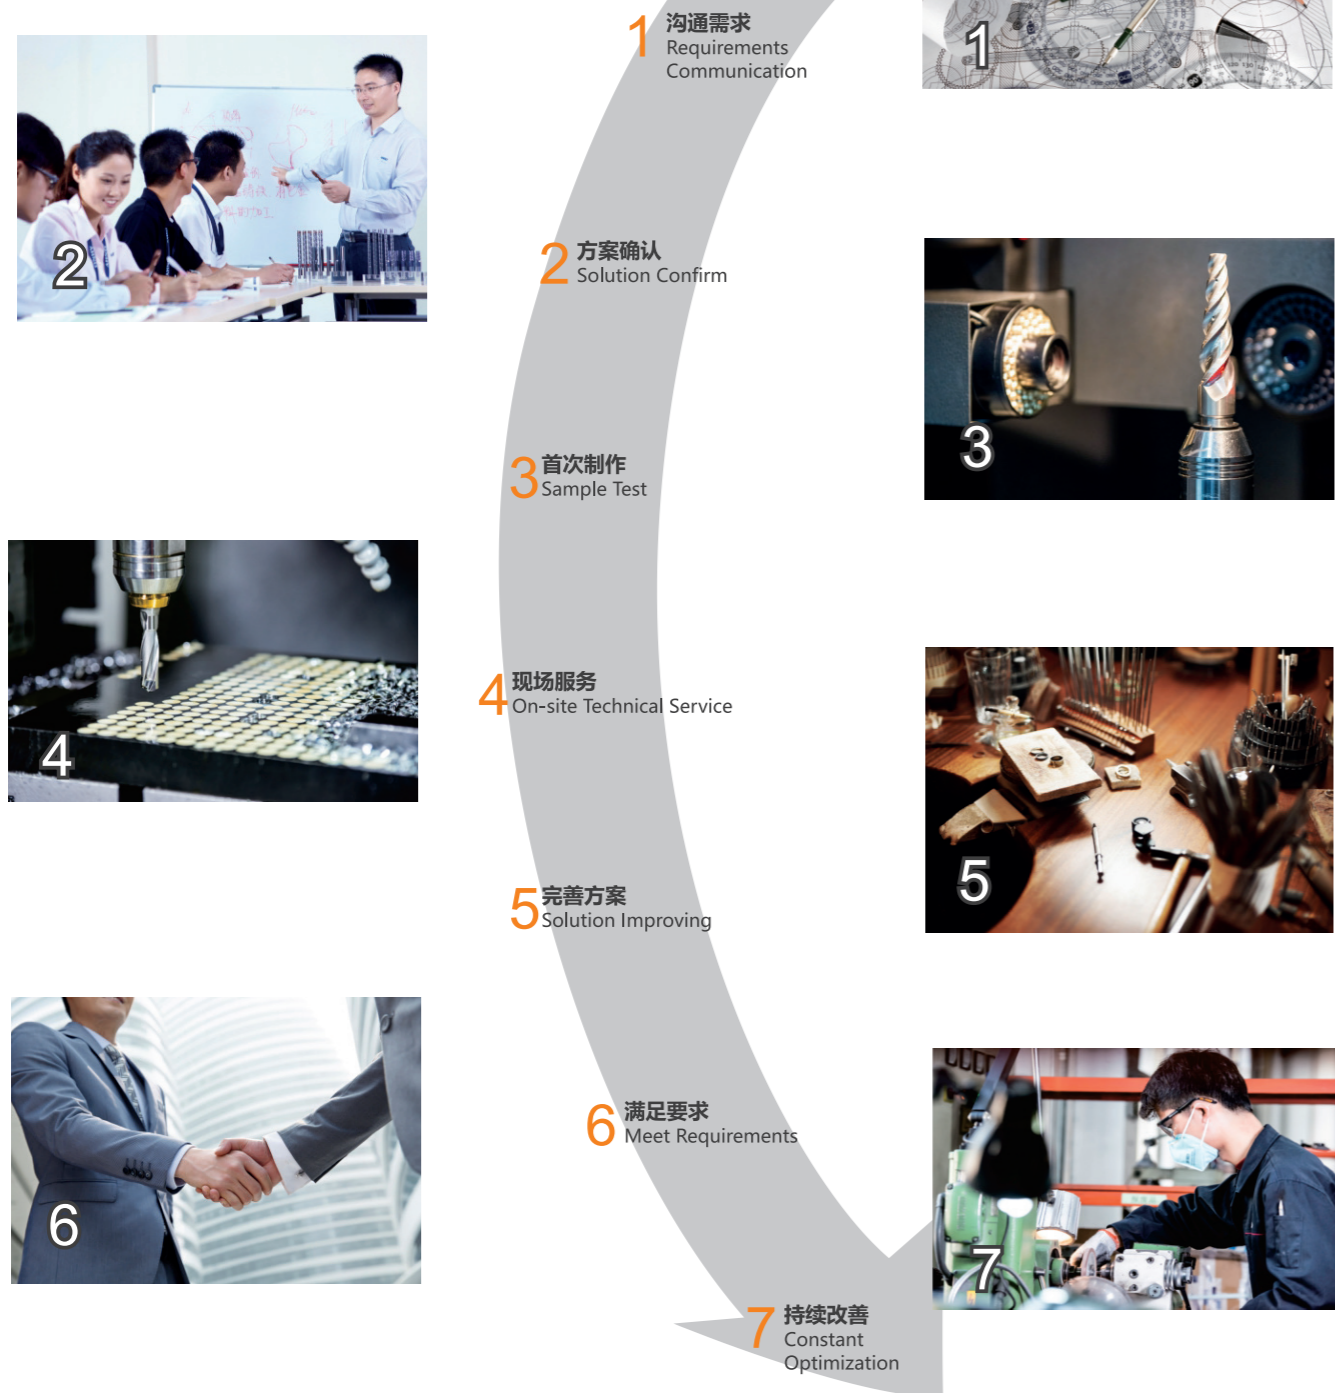 1
沟通需求
Requirements
Communication
1
2
2
方案确认
Solution Confirm
3
3
首次制作
Sample Test
4
4
现场服务
On-site Technical Service
5
5
完善方案
Solution Improving
6
6
满足要求
Meet Requirements
7
7
持续改善
Constant
Optimization